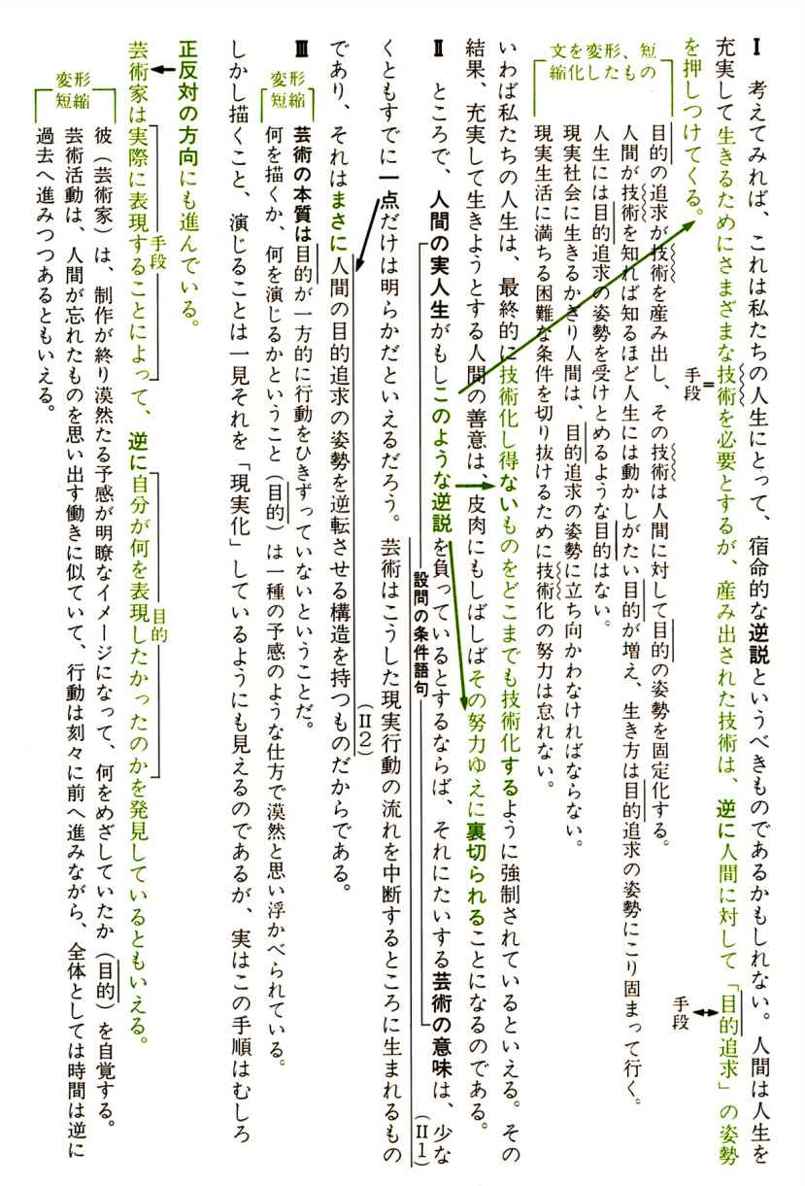 Ⅰ 考えてみれば、これは私たちの人生にとって、宿命的な逆説というべきものであるかもしれない。人間は人生を
充実して生きるためにさまざまな技術を必要とするが、産み出された技術は、逆に人間に対して「目的追求」の姿勢
手段
手段
を押しつけてくる。
文を変形、短
縮化したもの
目的の追求が技術を産み出し、その技術は人間に対して目的の姿勢を固定化する。
人間が技術を知れば知るほど人生には動かしがたい目的が増え、生き方は目的追求の姿勢にこり固まって行く。
人生には目的追求の姿勢を受けとめるような目的はない。
現実社会に生きるかぎり人間は、目的追求の姿勢に立ち向かわなければならない。
現実生活に満ちる困難な条件を切り抜けるために技術化の努力は怠れない。
いわば私たちの人生は、最終的に技術化し得ないものをどこまでも技術化するように強制されているといえる。その
結果、充実して生きようとする人間の善意は、皮肉にもしばしばその努力ゆえに裏切られることになるのである。
Ⅱ ところで、人間の実人生がもしこのような逆説を負っているとするならば、それにたいする芸術の意味は、少な
設問の条件語句
(Ⅱ1)
くともすでに一点だけは明らかだといえるだろう。芸術はこうした現実行動の流れを中断するところに生まれるもの
(Ⅱ2)
であり、それはまさに人間の目的追求の姿勢を逆転させる構造を持つものだからである。
Ⅲ 芸術の本質は目的が一方的に行動をひきずっていないということだ。
変形
短縮
何を描くか、何を演じるかということ(目的)は一種の予感のような仕方で漠然と思い浮かべられている。
しかし描くこと、演じることは一見それを「現実化」しているようにも見えるのであるが、実はこの手順はむしろ
正反対の方向にも進んでいる。
手段
目的
芸術家は実際に表現することによって、逆に自分が何を表現したかったのかを発見しているともいえる。
変形
短縮
彼(芸術家)は、制作が終り漠然たる予感が明瞭なイメージになって、何をめざしていたか(目的)を自覚する。
芸術活動は、人間が忘れたものを思い出す働きに似ていて、行動は刻々に前へ進みながら、全体としては時間は逆に
過去へ進みつつあるともいえる。